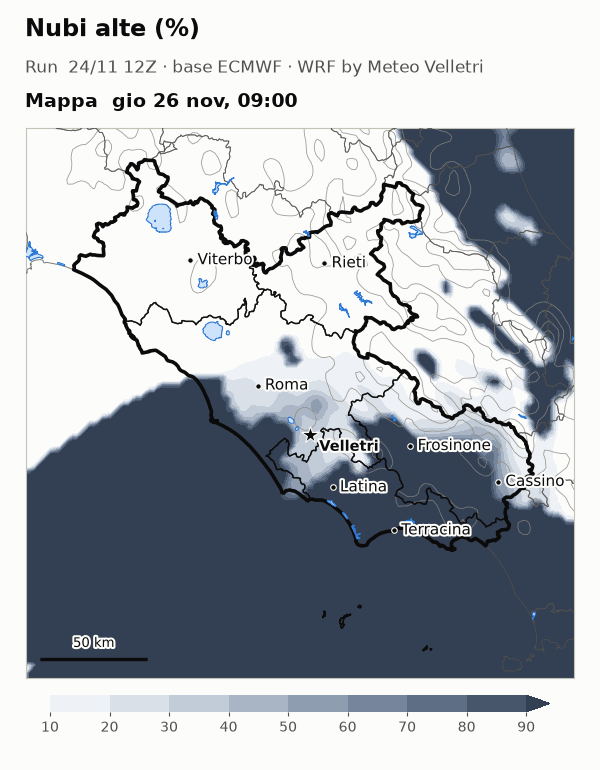 Nubi alte (%)
Run 24/11 12Z · base ECMWF · WRF by Meteo Velletri
Mappa gio 26 nov, 09:00
Viterbo
Rieti
Roma
Velletri
Frosinone
Latina
Cassino
Terracina
50 km
10 20 30 40 50 60 70 80 90